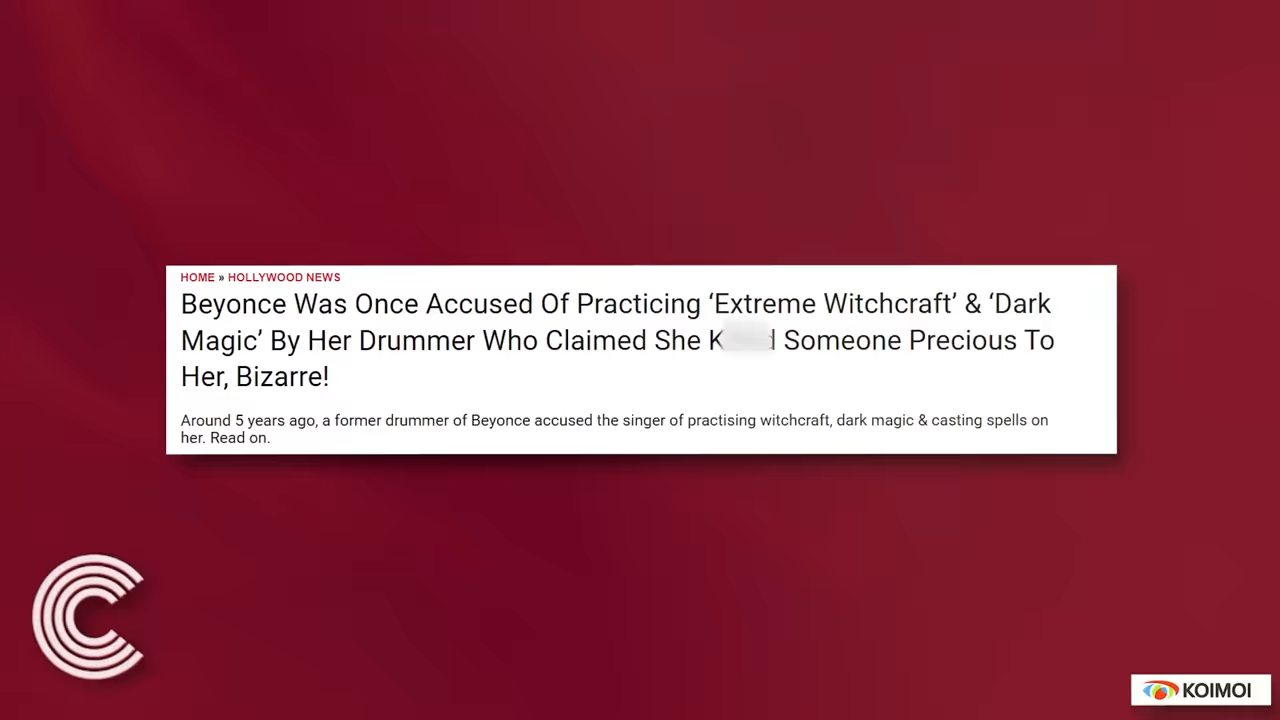 HOME » HOLLYWOOD NEWS
Beyonce Was Once Accused Of Practicing ‘Extreme Witchcraft’ & ‘Dark
Magic’ By Her Drummer Who Claimed She Someone Precious To
Her, Bizarre!
Around 5 years ago, a former drummer of Beyonce accused the singer of practising witchcraft, dark magic & casting spells on
her. Read on.
KOIMOI